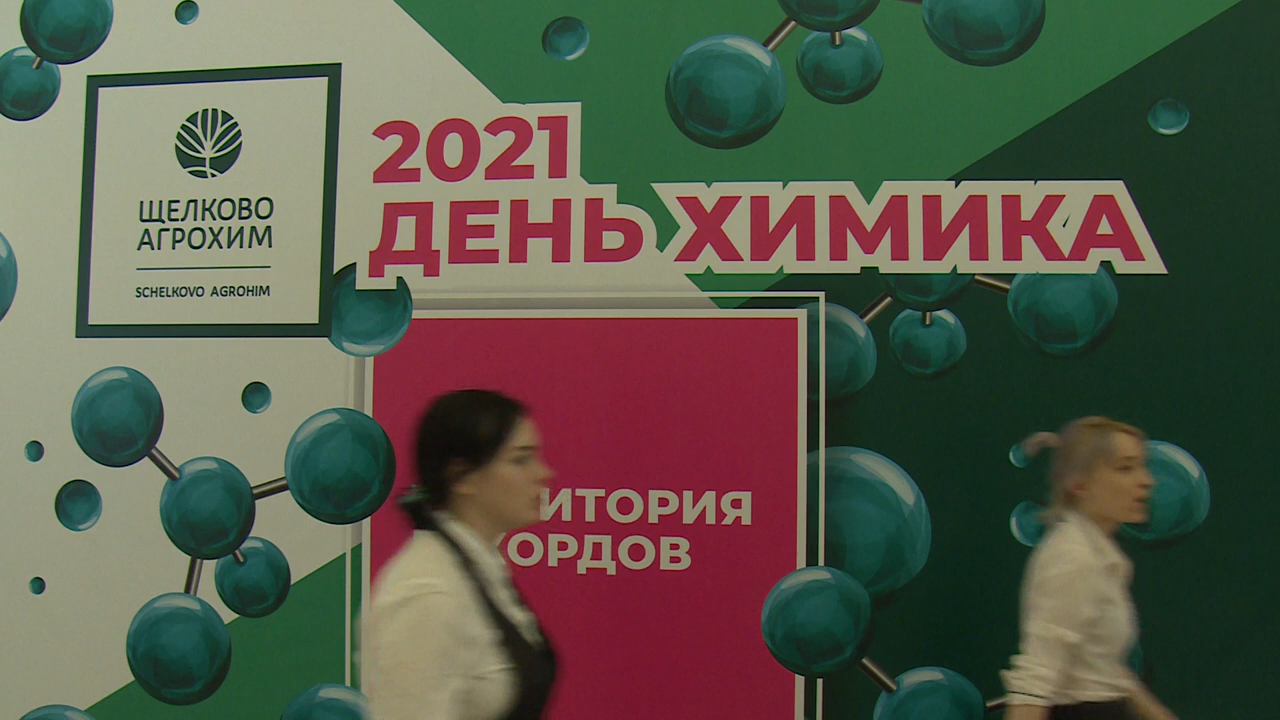 ЩЕЛКОВО
АГРОХИМ
SCHELKOVO AGROHIM
2021
ДЕНЬ ХИМИКА
ИТОРИЯ
ОРДОВ